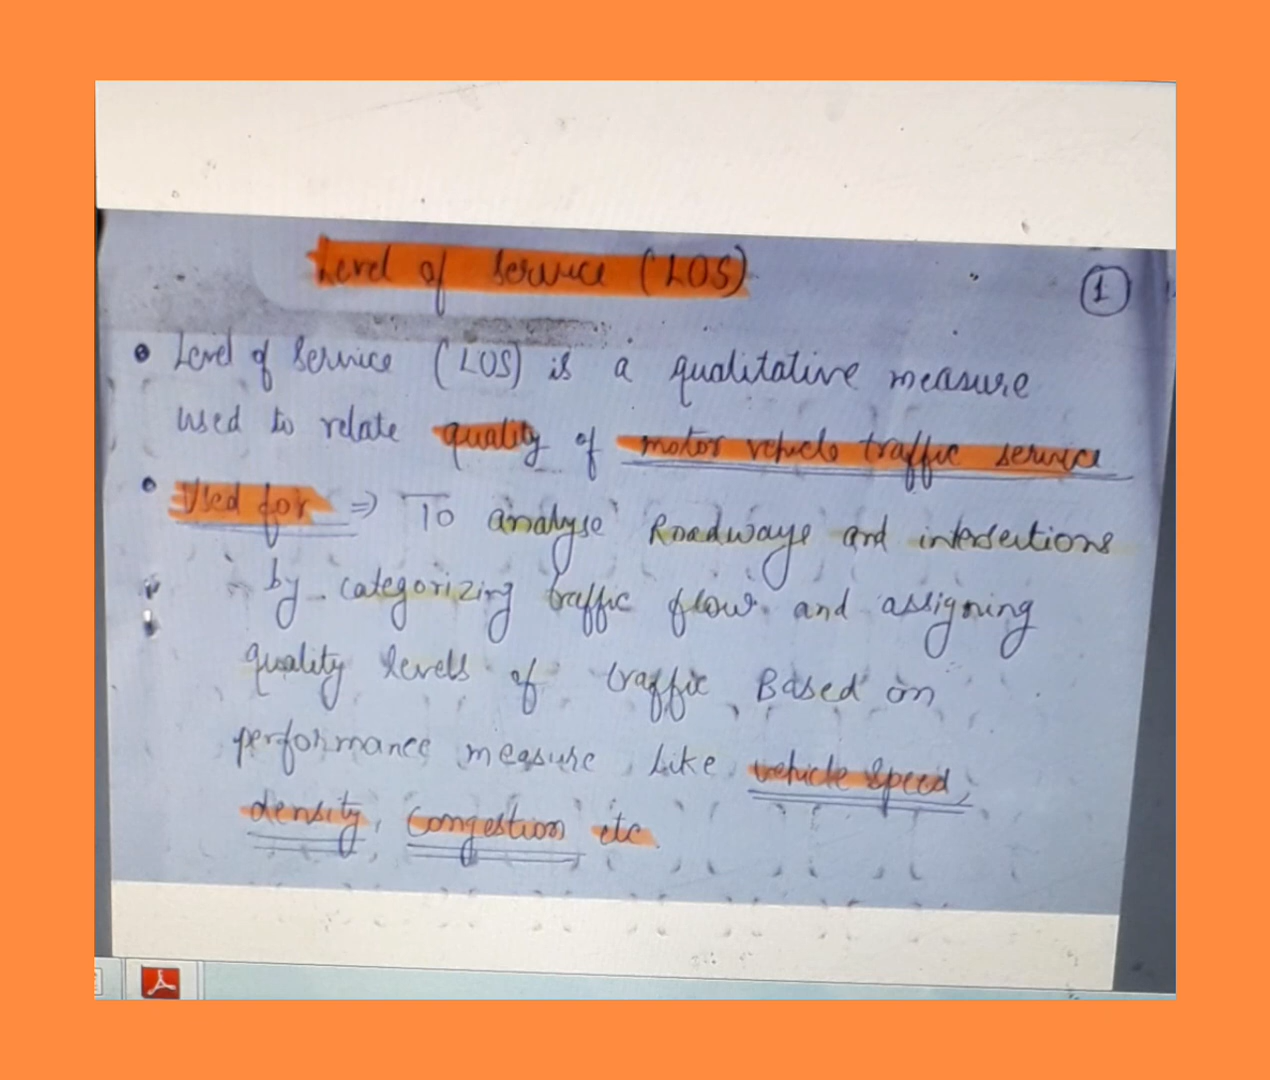 Level of Service (LOS)
1
Level of Service (LOS) is a qualitative measure
used to relate quality of motor vehicle traffic service
Used for => To analyse Roadways and intersections
by categorizing traffic flow and assigning
quality levels of traffic Based on
performance measure like vehicle speed,
density, Congestion etc.